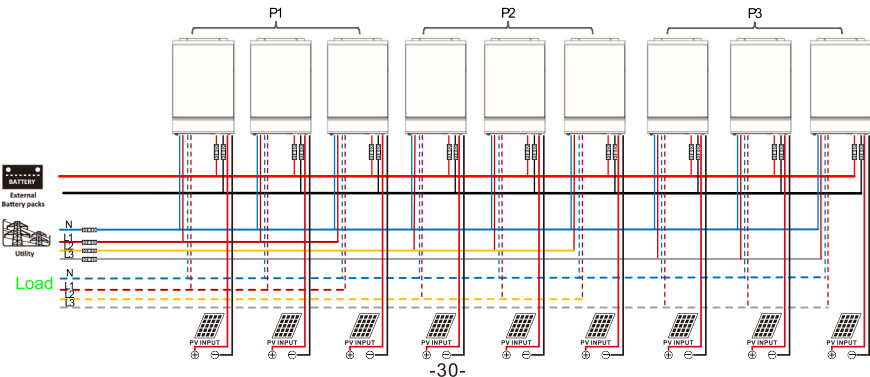 P1 P2 P3
BATTERY
External
Battery packs
N
L1
L2
L3
Utility
N
Load
L1
L2
L3
PV INPUT PV INPUT PV INPUT PV INPUT PV INPUT PV INPUT PV INPUT PV INPUT PV INPUT
-30-